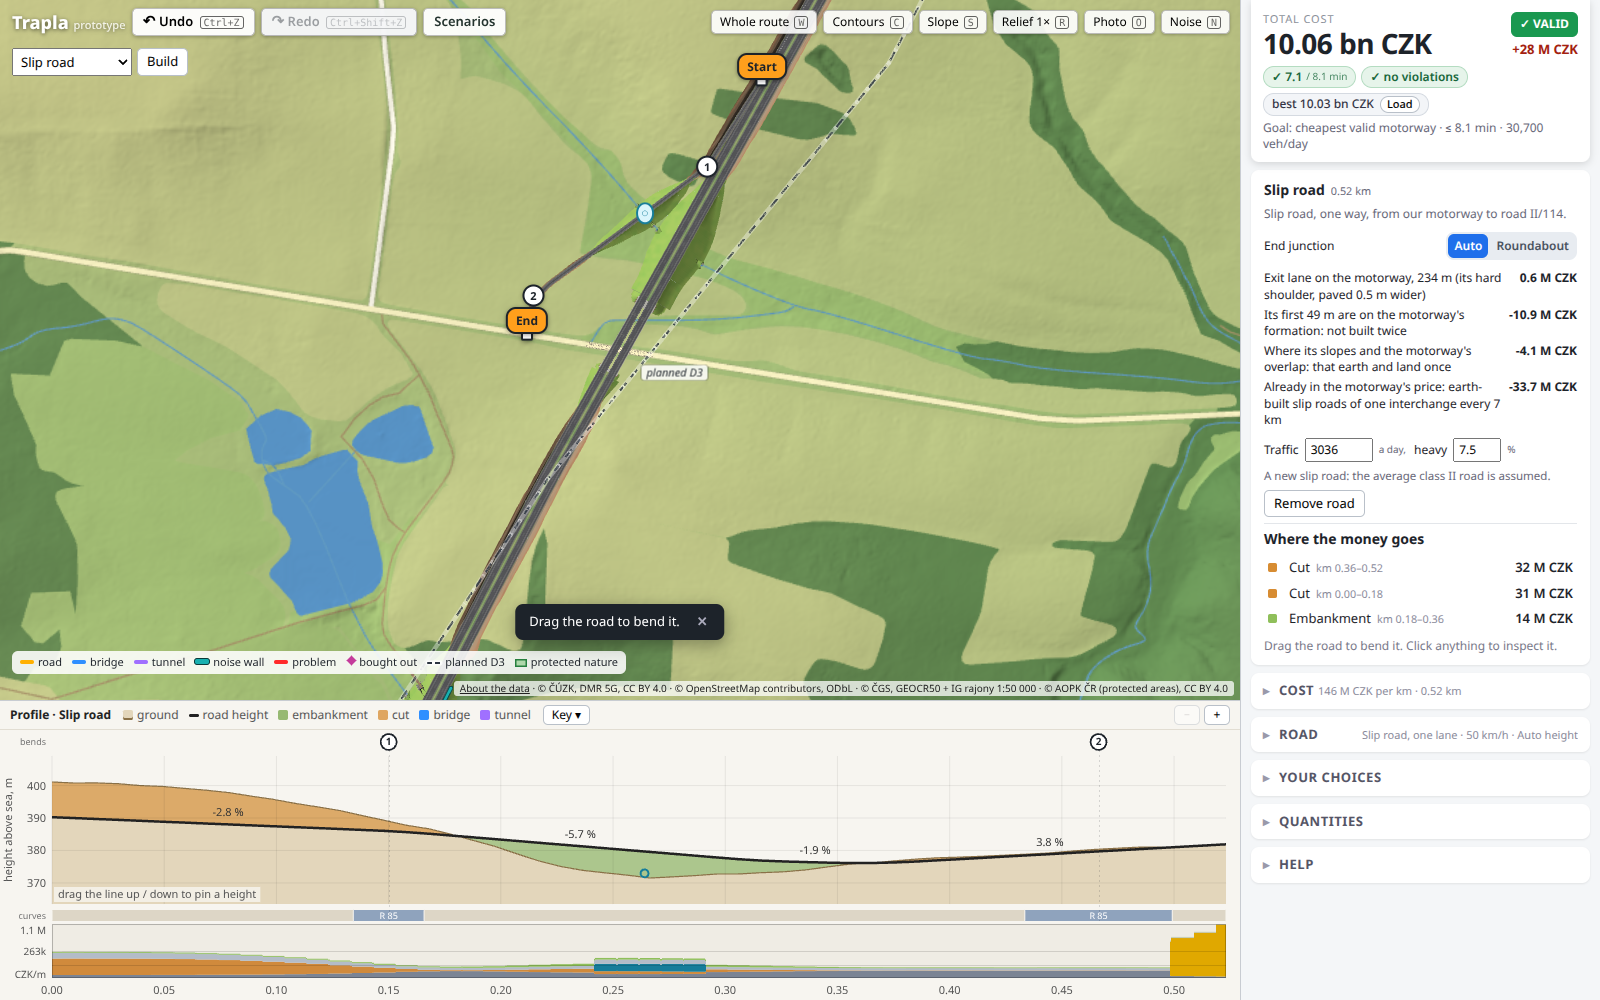 Trapla prototype
↶ Undo Ctrl+Z
↷ Redo Ctrl+Shift+Z
Scenarios
Whole route W
Contours C
Slope S
Relief 1× R
Photo O
Noise N
Slip road
Build
Start
1
2
End
planned D3
Drag the road to bend it. ×
road
bridge
tunnel
noise wall
problem
bought out
planned D3
protected nature
About the data · © ČÚZK, DMR 5G, CC BY 4.0 · © OpenStreetMap contributors, ODbL · © ČGS, GEOCR50 + IG rajony 1:50 000 · © AOPK ČR (protected areas), CC BY 4.0
TOTAL COST
10.06 bn CZK
✓ VALID
+28 M CZK
✓ 7.1 / 8.1 min
✓ no violations
best 10.03 bn CZK Load
Goal: cheapest valid motorway · ≤ 8.1 min · 30,700
veh/day
Slip road 0.52 km
Slip road, one way, from our motorway to road II/114.
End junction Auto Roundabout
Exit lane on the motorway, 234 m (its hard 0.6 M CZK
shoulder, paved 0.5 m wider)
Its first 49 m are on the motorway's -10.9 M CZK
formation: not built twice
Where its slopes and the motorway's -4.1 M CZK
overlap: that earth and land once
Already in the motorway's price: earth- -33.7 M CZK
built slip roads of one interchange every 7
km
Traffic 3036 a day, heavy 7.5 %
A new slip road: the average class II road is assumed.
Remove road
Where the money goes
Cut km 0.36–0.52 32 M CZK
Cut km 0.00–0.18 31 M CZK
Embankment km 0.18–0.36 14 M CZK
Drag the road to bend it. Click anything to inspect it.
▸ COST 146 M CZK per km · 0.52 km
▸ ROAD Slip road, one lane · 50 km/h · Auto height
▸ YOUR CHOICES
▸ QUANTITIES
▸ HELP
Profile · Slip road
ground
road height
embankment
cut
bridge
tunnel
Key ▾
−
+
bends
1
2
height above sea, m
400
390
380
370
-2.8 %
-5.7 %
-1.9 %
3.8 %
drag the line up / down to pin a height
curves
R 85
R 85
1.1 M
263k
CZK/m
0.00 0.05 0.10 0.15 0.20 0.25 0.30 0.35 0.40 0.45 0.50